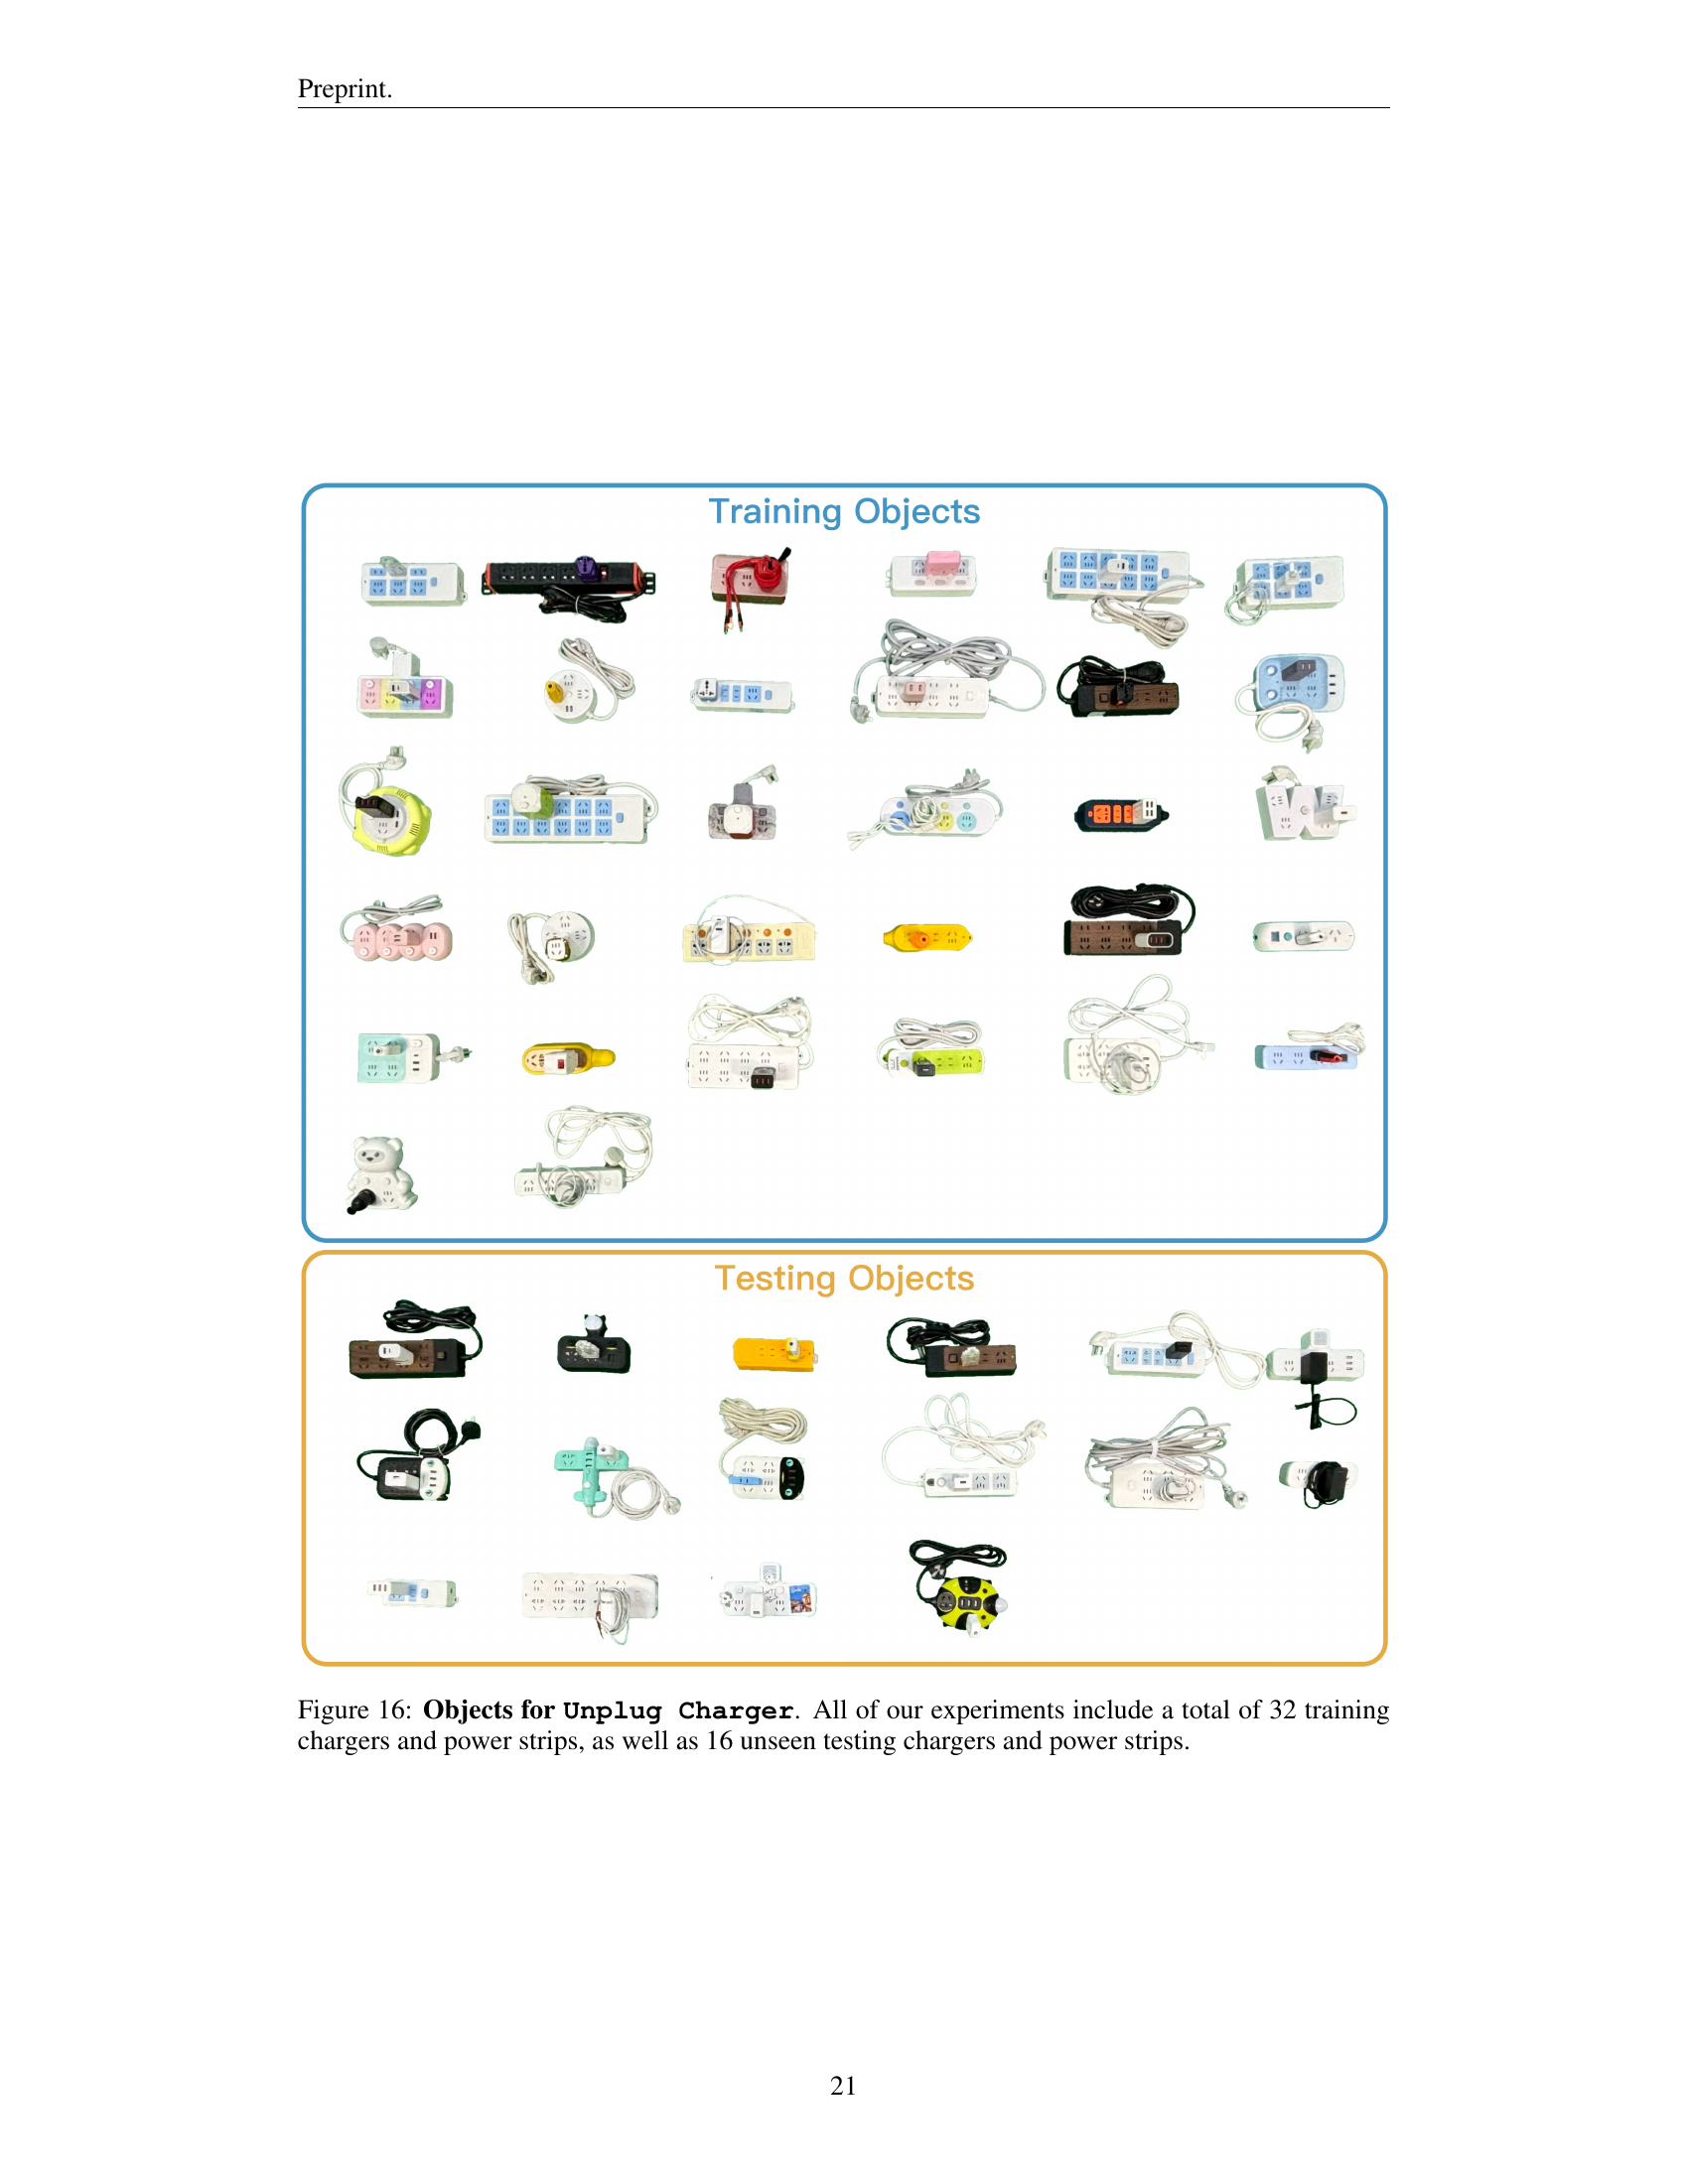 Preprint.
Training Objects
Testing Objects
Figure 16: Objects for Unplug Charger. All of our experiments include a total of 32 training
chargers and power strips, as well as 16 unseen testing chargers and power strips.
21